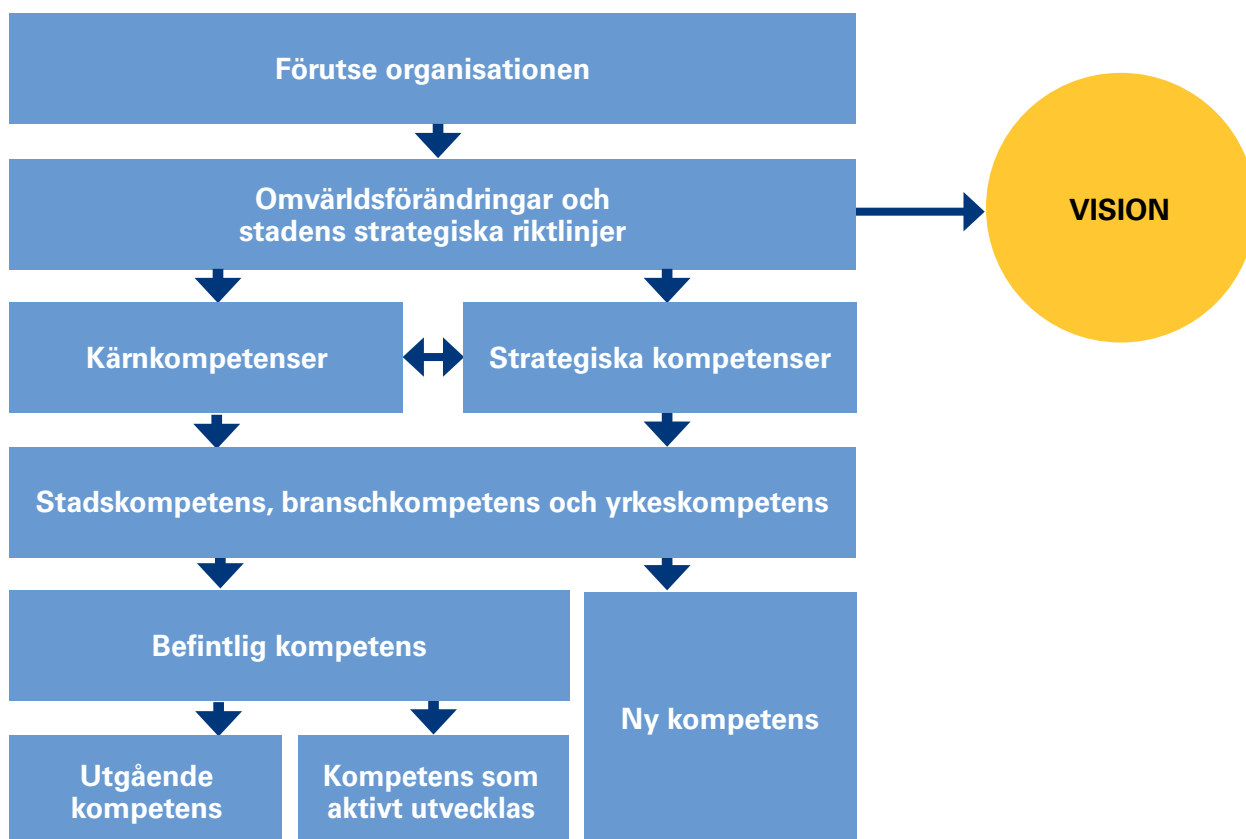 Förutse organisationen
Omvärldsförändringar och
stadens strategiska riktlinjer
VISION
Kärnkompetenser
Strategiska kompetenser
Stadskompetens, branschkompetens och yrkeskompetens
Befintlig kompetens
Ny kompetens
Utgående
kompetens
Kompetens som
aktivt utvecklas